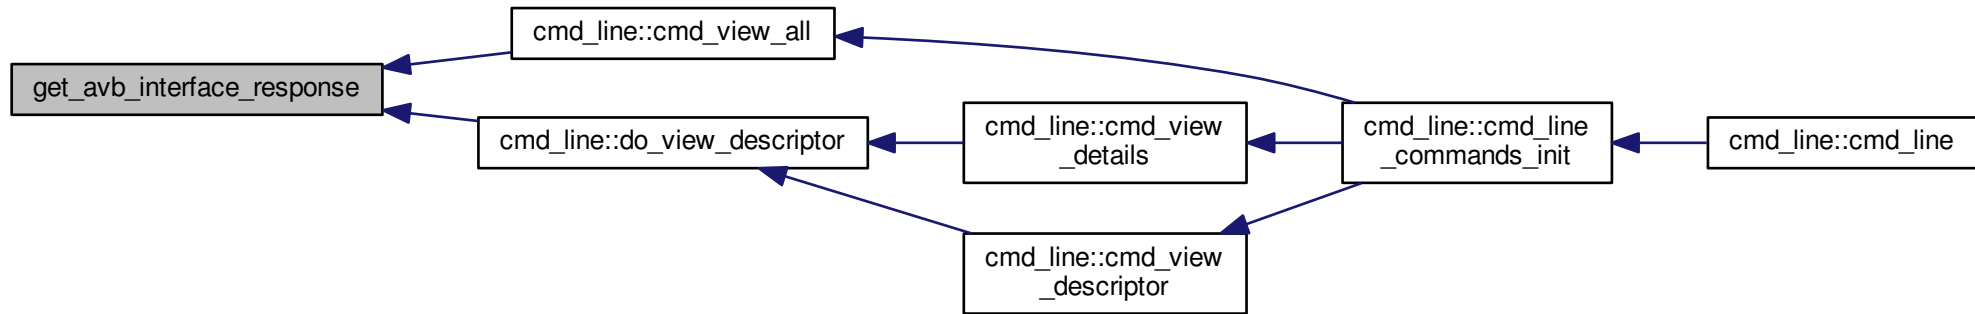 cmd_line::cmd_view_all
get_avb_interface_response
cmd_line::do_view_descriptor
cmd_line::cmd_view
_details
cmd_line::cmd_line
_commands_init
cmd_line::cmd_line
cmd_line::cmd_view
_descriptor